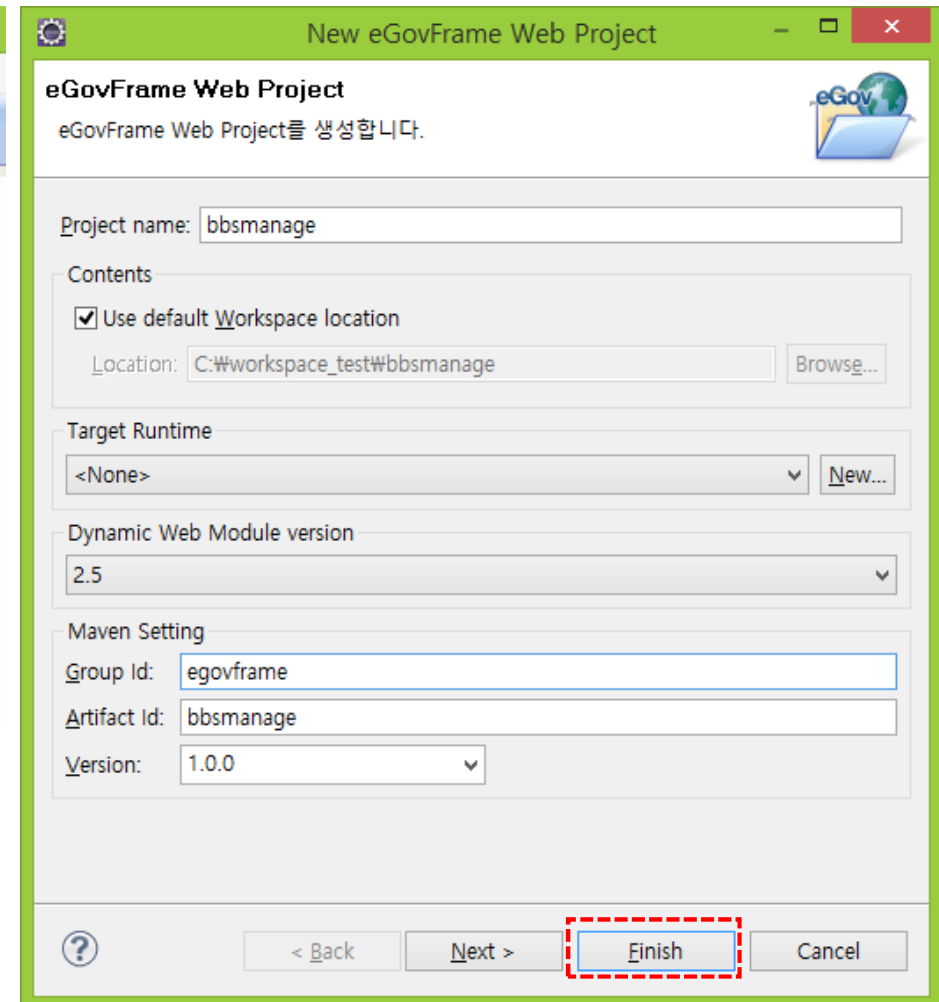 New eGovFrame Web Project
eGovFrame Web Project
eGovFrame Web Project를 생성합니다.
eGov
Project name: bbsmanage
Contents
Use default Workspace location
Location: C:₩workspace_test₩bbsmanage Browse...
Target Runtime
<None> New...
Dynamic Web Module version
2.5
Maven Setting
Group Id: egovframe
Artifact Id: bbsmanage
Version: 1.0.0
? < Back Next > Finish Cancel